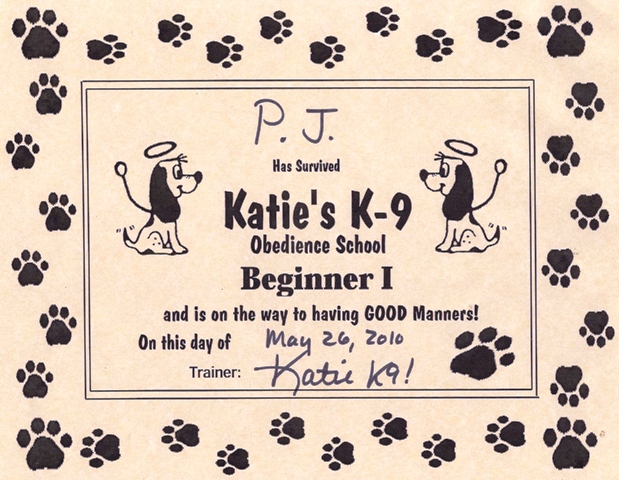 P. J.
Has Survived
Katie's K-9
Obedience School
Beginner I
and is on the way to having GOOD Manners!
On this day of May 26, 2010
Trainer: Katie K9!